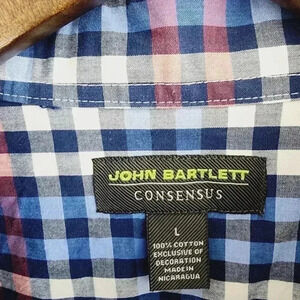 JOHN BARTLETT
CONSENSUS
L
100% COTTON
EXCLUSIVE OF
DECORATION
MADE IN
NICARAGUA